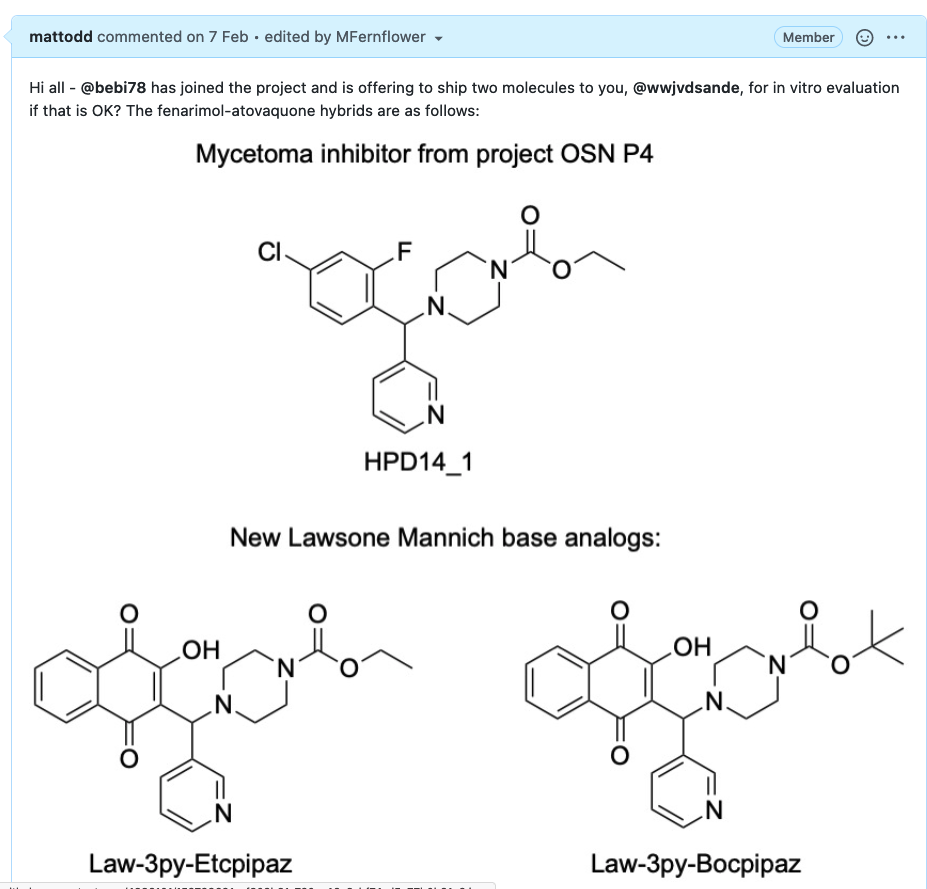 mattodd commented on 7 Feb • edited by MFernflower
Member
Hi all - @bebi78 has joined the project and is offering to ship two molecules to you, @wwjvdsande, for in vitro evaluation
if that is OK? The fenarimol-atovaquone hybrids are as follows:
Mycetoma inhibitor from project OSN P4
O
Cl
F
N
O
N
N
HPD14_1
New Lawsone Mannich base analogs:
O
OH
O
N
O
N
O
N
Law-3py-Etcpipaz
O
OH
O
N
O
N
O
N
Law-3py-Bocpipaz